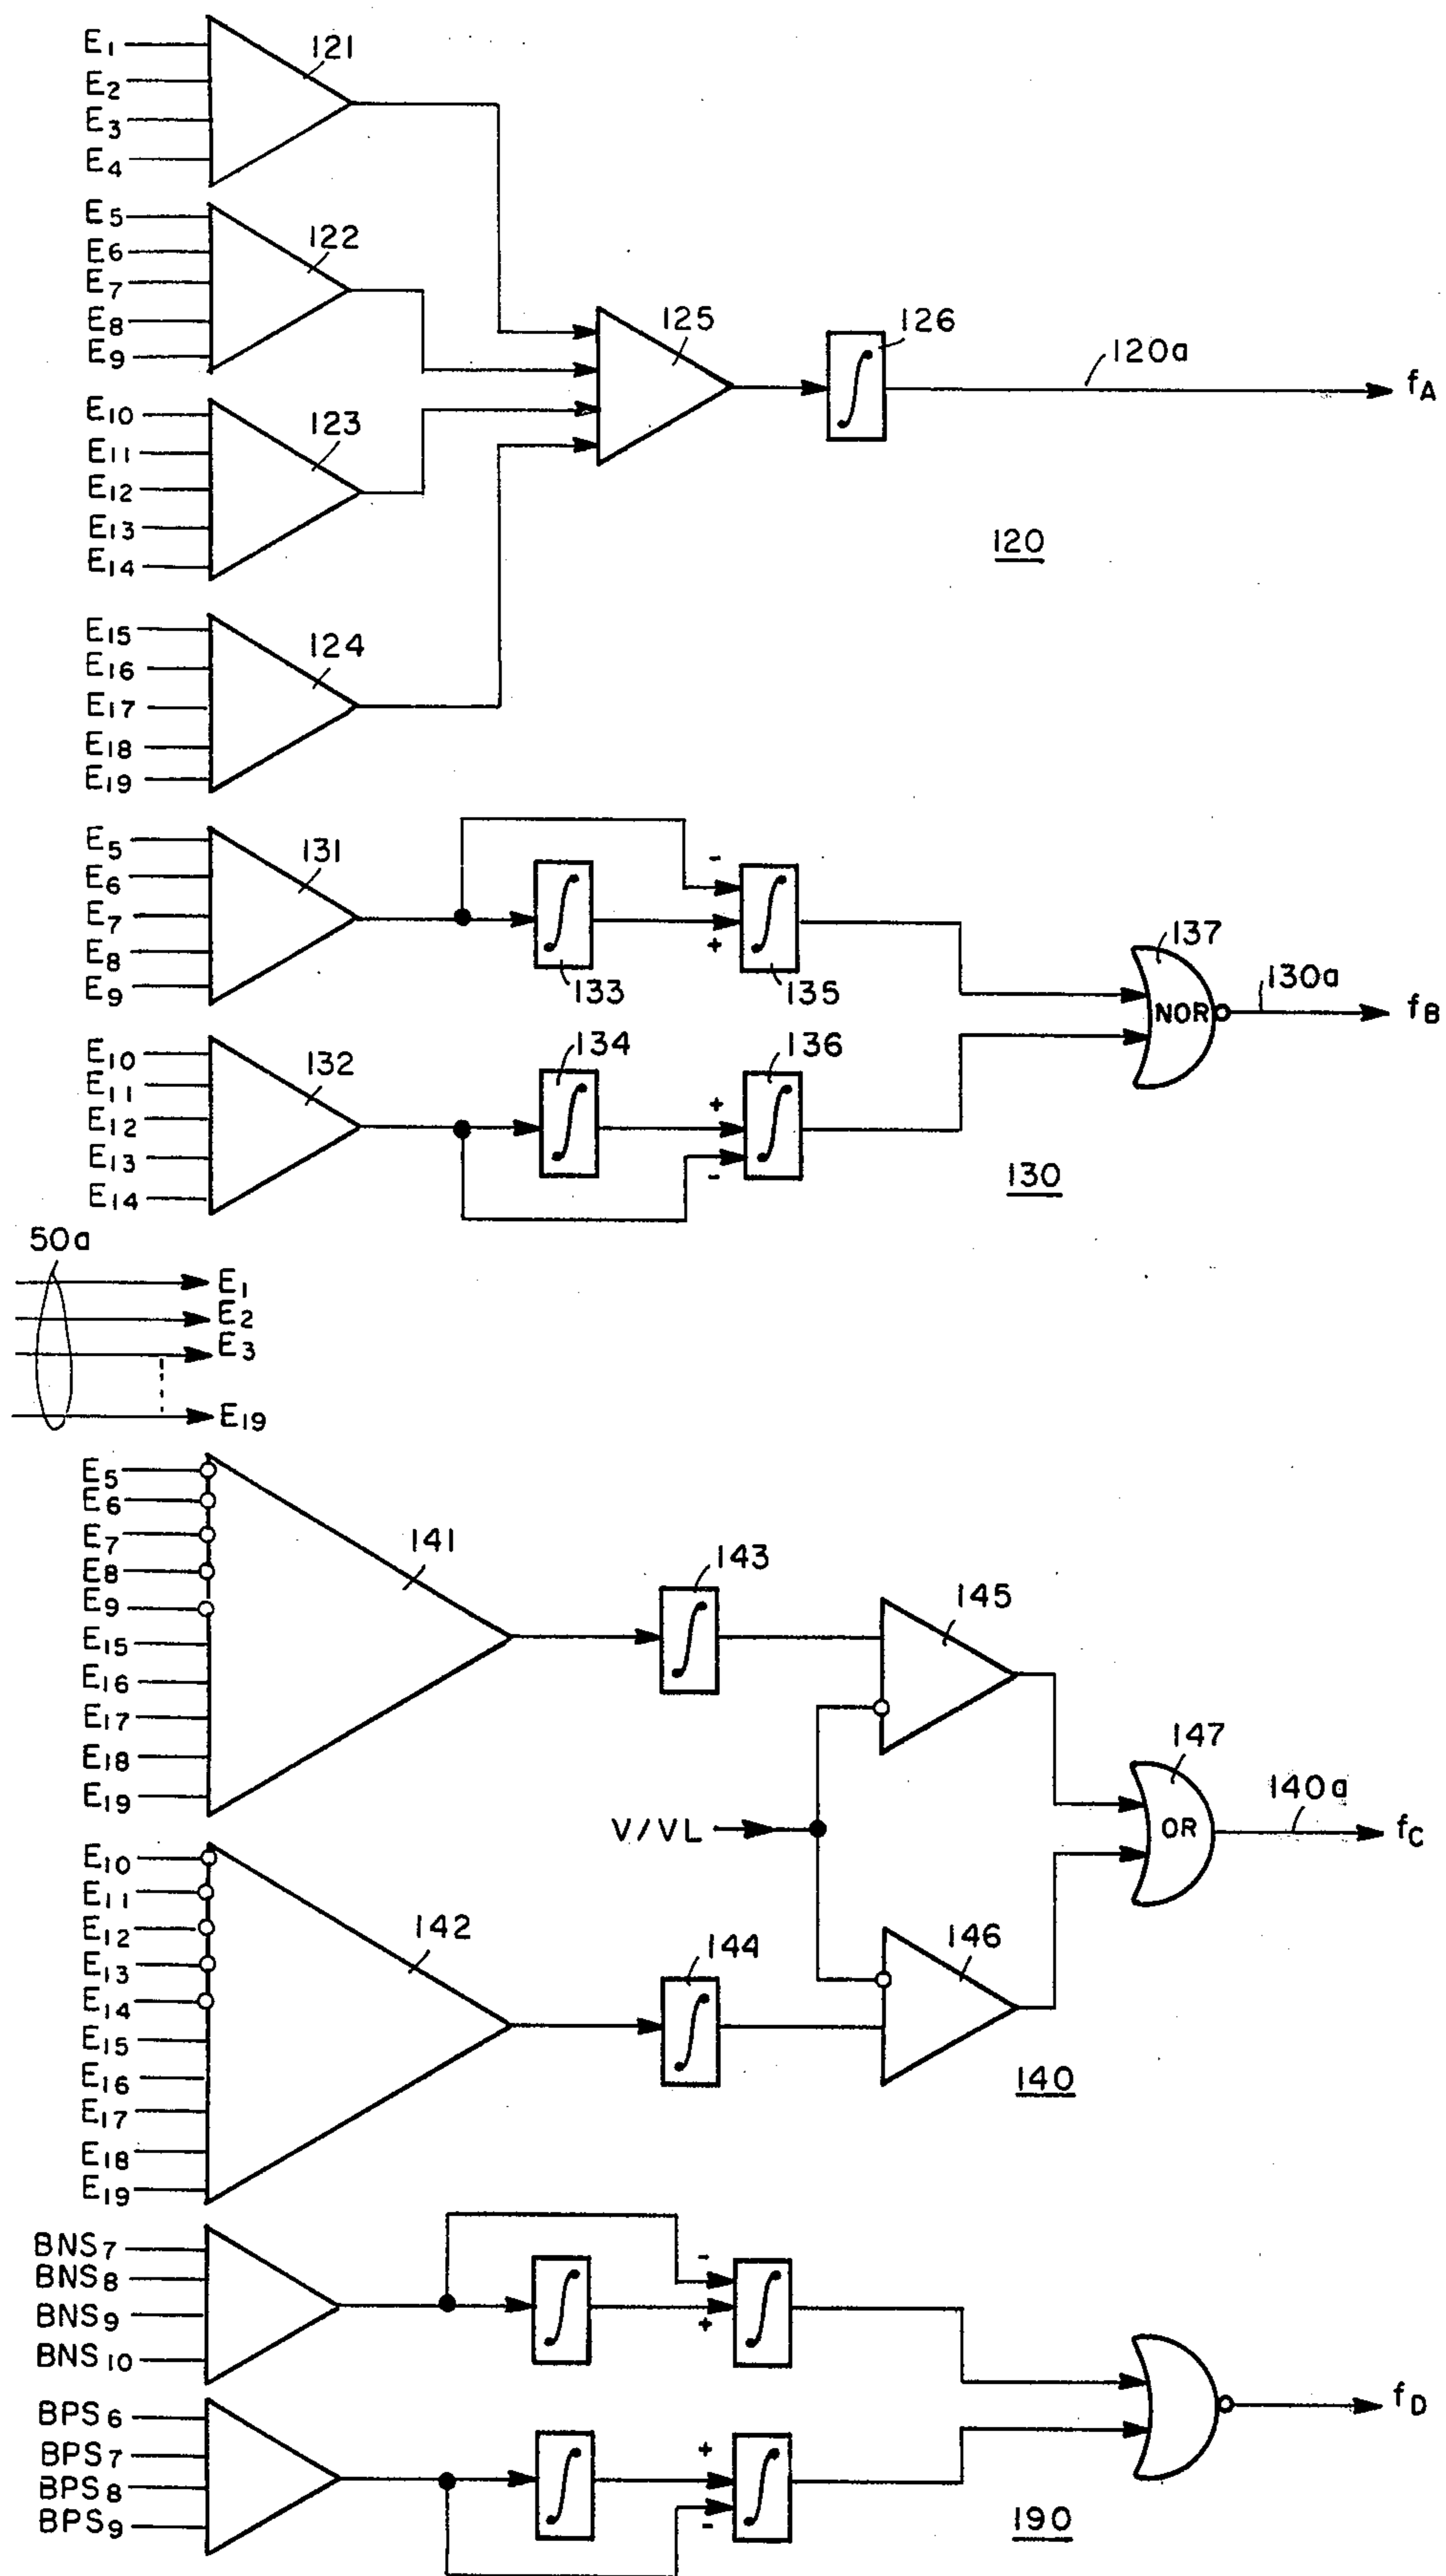 E1
E2
E3
E4
121
E5
E6
E7
E8
E9
122
E10
E11
E12
E13
E14
123
E15
E16
E17
E18
E19
124
125
126
120a
fA
120
E5
E6
E7
E8
E9
131
133
-
+
135
E10
E11
E12
E13
E14
132
134
136
+
-
137
NOR
130a
fB
130
50a
E1
E2
E3
E19
E5
E6
E7
E8
E9
E15
E16
E17
E18
E19
141
143
145
V/VL
147
OR
140a
fC
E10
E11
E12
E13
E14
E15
E16
E17
E18
E19
142
144
146
140
BNS7
BNS8
BNS9
BNS10
-
+
BPS6
BPS7
BPS8
BPS9
+
-
fD
190